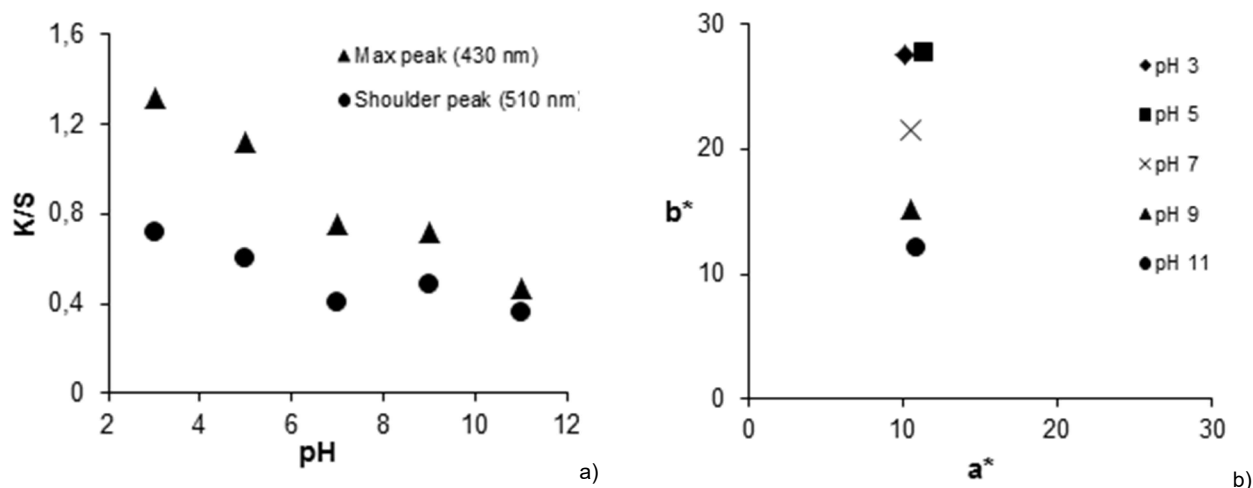 1,6
1,2
0,8
0,4
0
K/S
2 4 6 8 10 12
pH
Max peak (430 nm)
Shoulder peak (510 nm)
a)
30
20
10
0
b*
0 10 20 30
a*
pH 3
pH 5
pH 7
pH 9
pH 11
b)